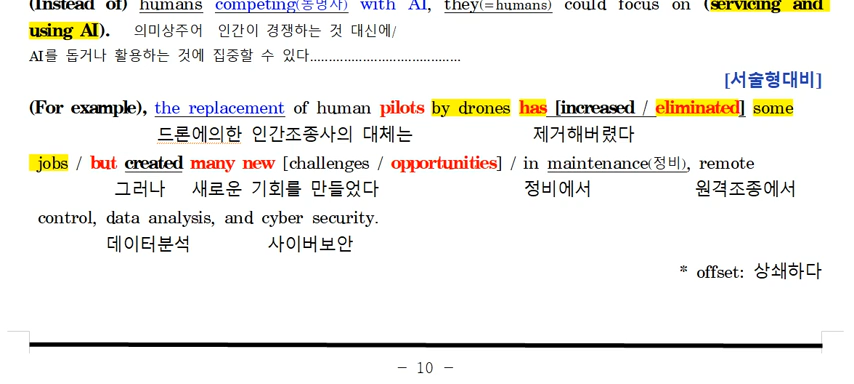 (Instead of) humans competing(동명사) with AI, they(=humans) could focus on (servicing and
using AI). 의미상주어 인간이 경쟁하는 것 대신에/
AI를 돕거나 활용하는 것에 집중할 수 있다.........................................
[서술형대비]
(For example), the replacement of human pilots by drones has [increased / eliminated] some
드론에의한 인간조종사의 대체는 제거해버렸다
jobs / but created many new [challenges / opportunities] / in maintenance(정비), remote
그러나 새로운 기회를 만들었다 정비에서 원격조종에서
control, data analysis, and cyber security.
데이터분석 사이버보안
* offset: 상쇄하다
- 10 -